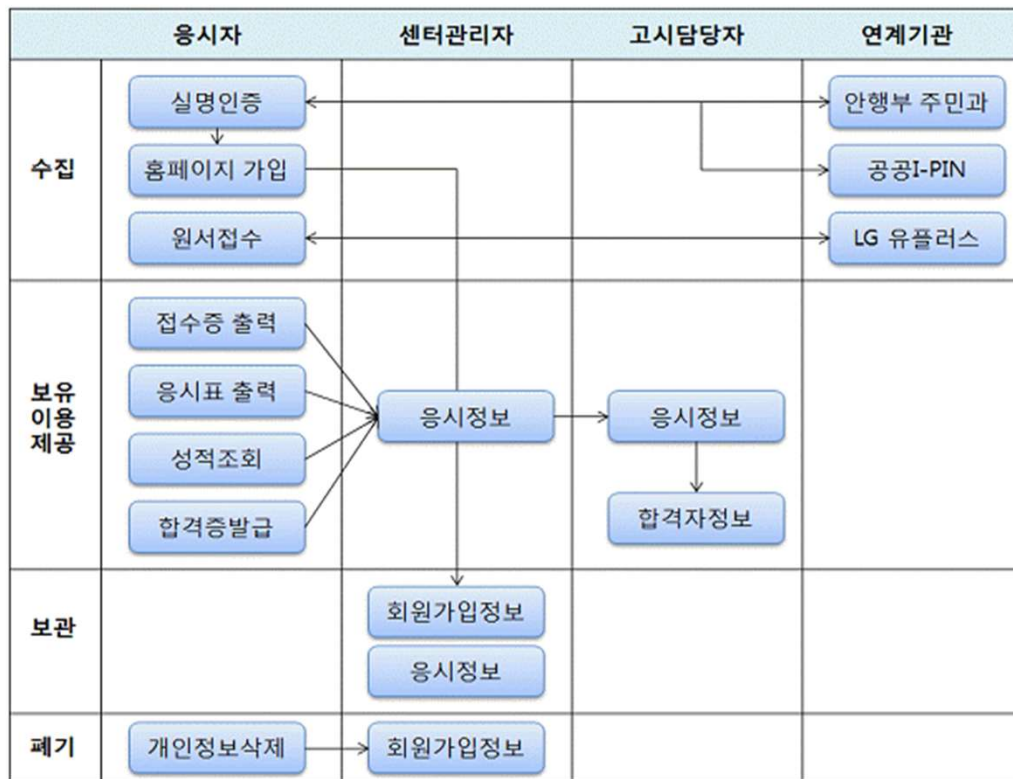 응시자 센터관리자 고시담당자 연계기관
수집
실명인증 안행부 주민과
홈페이지 가입 공공I-PIN
원서접수 LG 유플러스
보유
이용
제공
접수증 출력
응시표 출력 응시정보 응시정보
성적조회
합격증발급 합격자정보
보관
회원가입정보
응시정보
폐기 개인정보삭제 회원가입정보